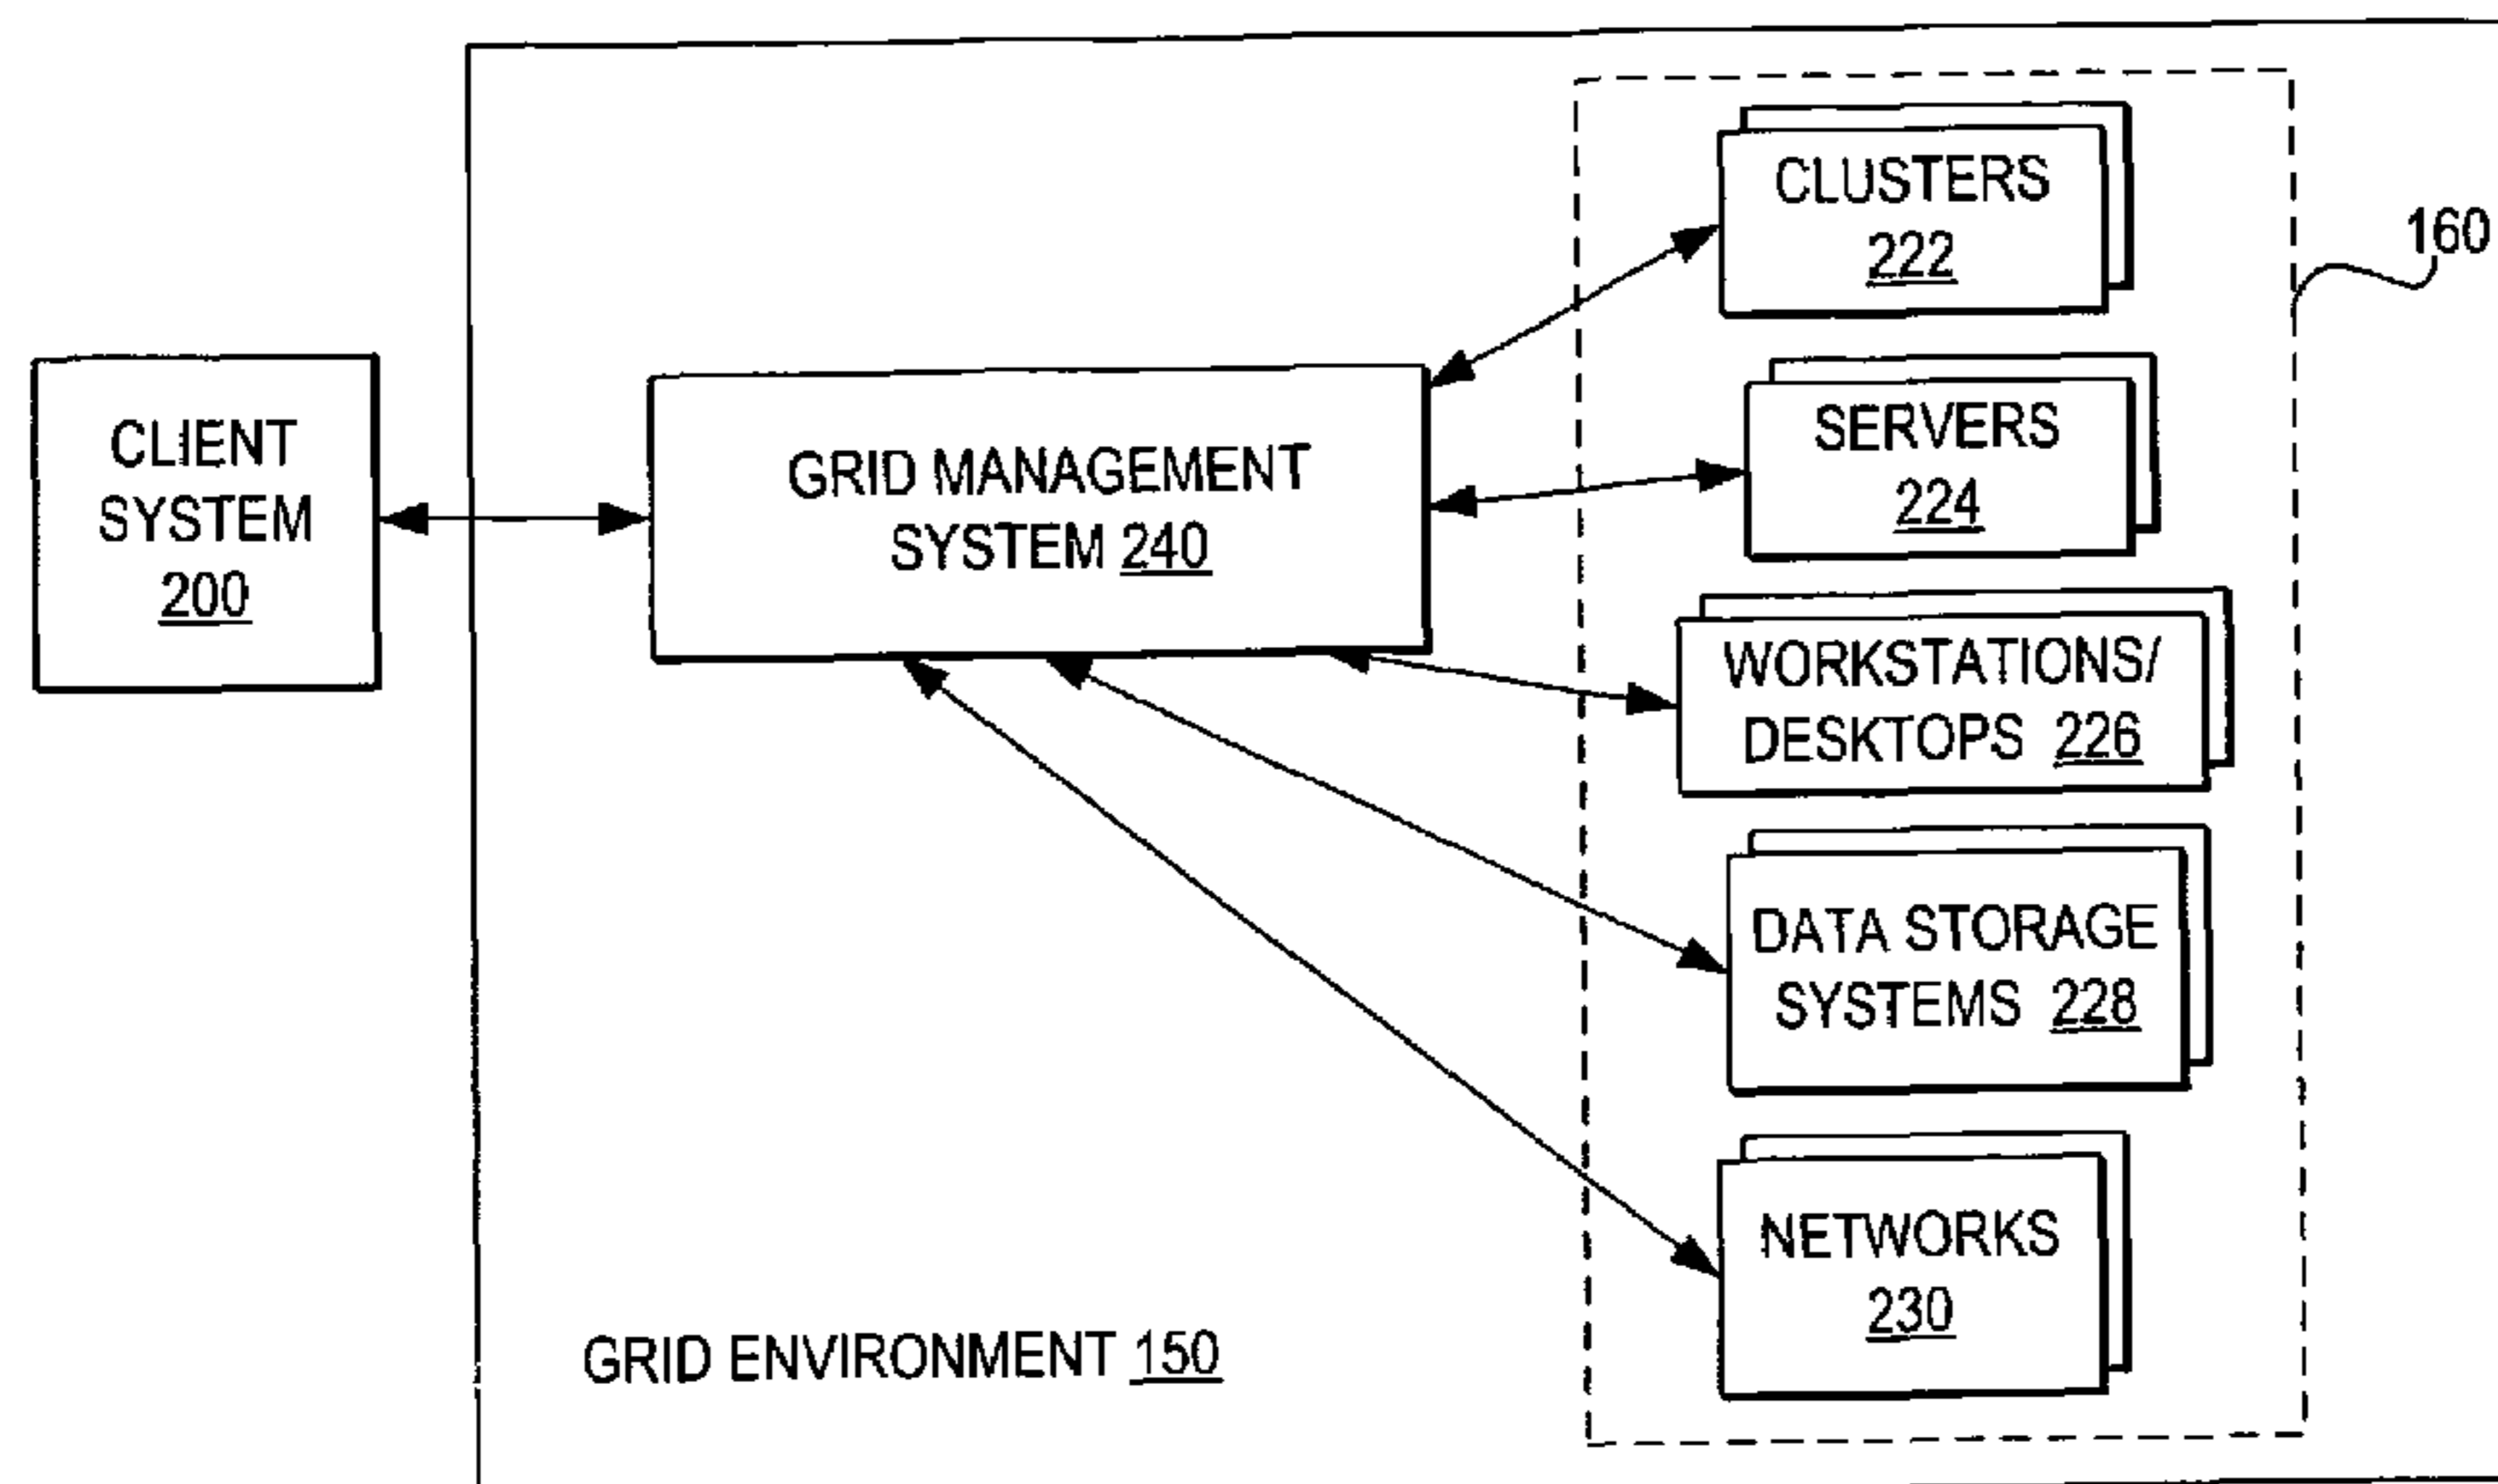 CLIENT
SYSTEM
200
GRID MANAGEMENT
SYSTEM 240
CLUSTERS
222
160
SERVERS
224
WORKSTATIONS/
DESKTOPS 226
DATA STORAGE
SYSTEMS 228
NETWORKS
230
GRID ENVIRONMENT 150